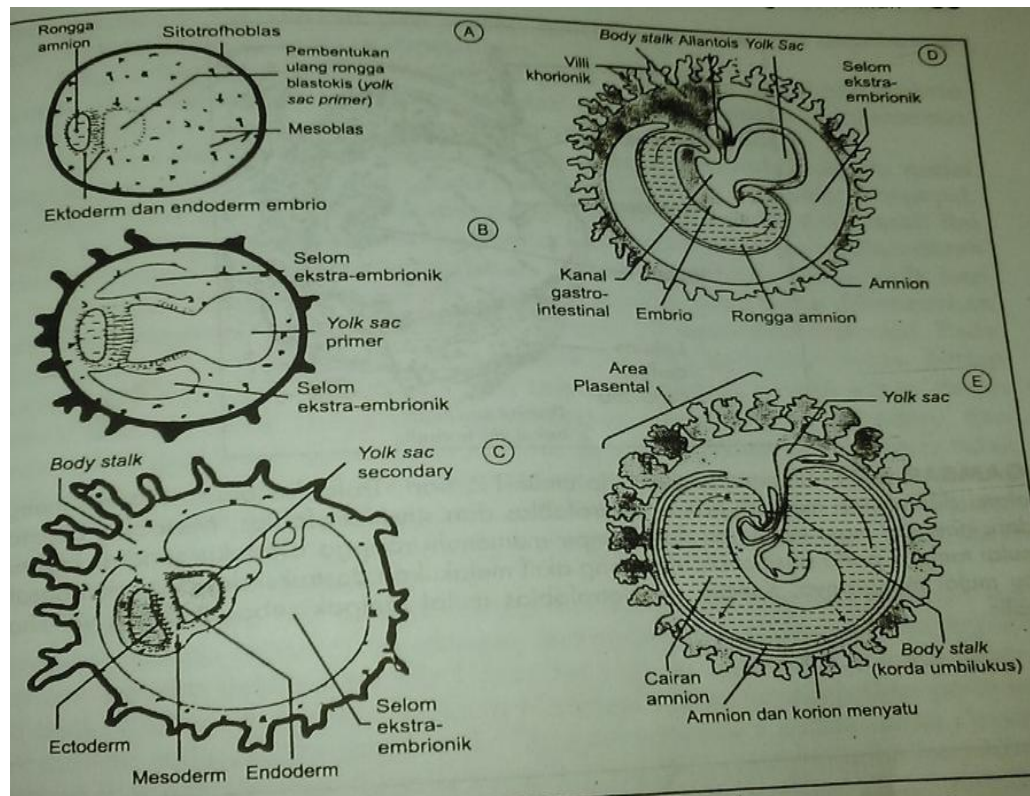 Rongga
amnion
Sitotrofhoblas
A
Pembentukan
ulang rongga
blastokis (yolk
sac primer)
Mesoblas
Ektoderm dan endoderm embrio
B
Selom
ekstra-embrionik
Yolk sac
primer
Selom
ekstra-embrionik
C
Body stalk
Yolk sac
secondary
Ectoderm
Mesoderm
Endoderm
Selom
ekstra-
embrionik
D
Body stalk
Allantois
Yolk Sac
Villi
khorionik
Selom
ekstra-
embrionik
Kanal
gastro-
intestinal
Embrio
Rongga amnion
Amnion
E
Area
Plasental
Yolk sac
Body stalk
(korda umbilukus)
Cairan
amnion
Amnion dan korion menyatu